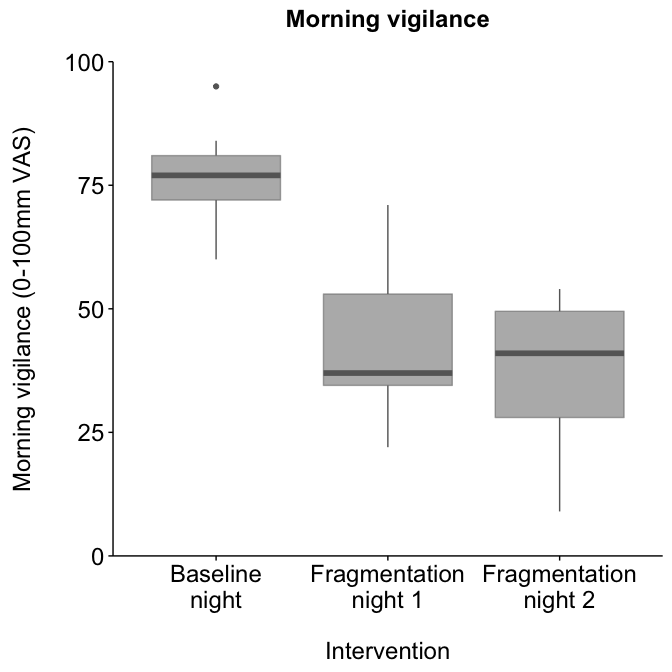 Morning vigilance
Morning vigilance (0-100mm VAS)
100
75
50
25
0
Baseline night
Fragmentation night 1
Fragmentation night 2
Intervention